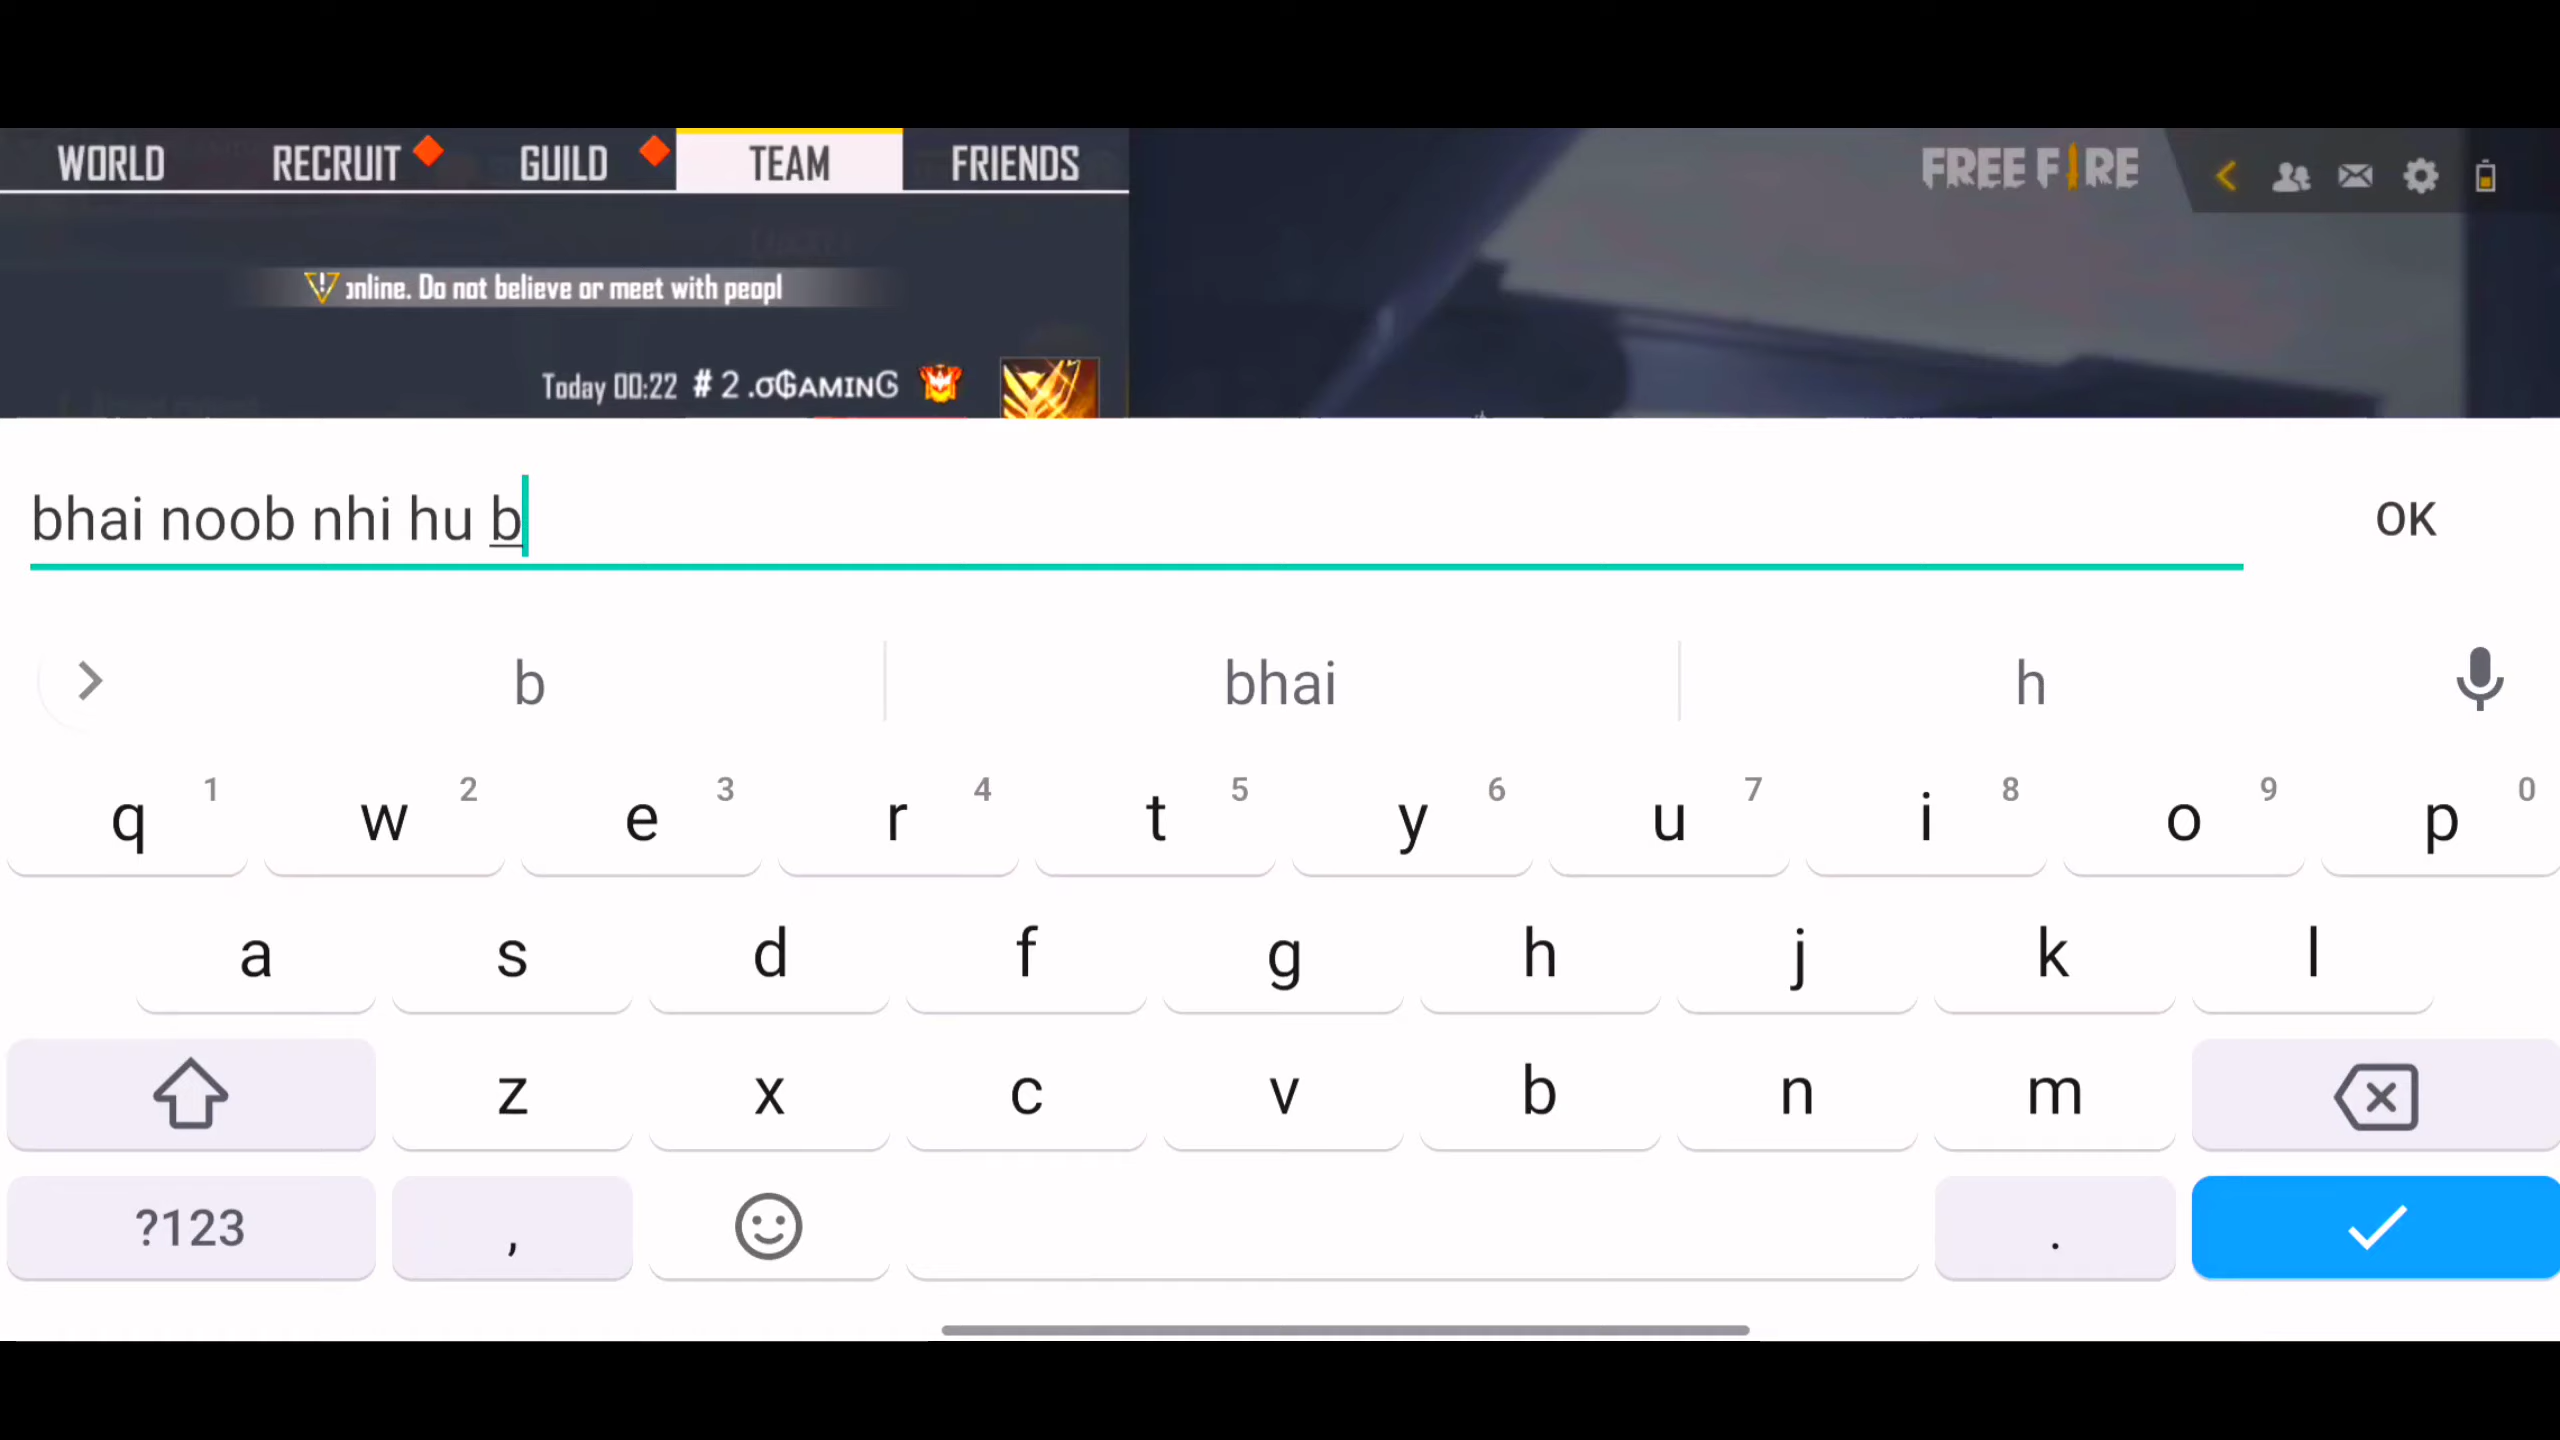 WORLD RECRUIT GUILD TEAM FRIENDS FREE FIRE
online. Do not believe or meet with peopl
Today 00:22 # 2 .σGAMING
bhai noob nhi hu b OK
b bhai h
1 2 3 4 5 6 7 8 9 0
q w e r t y u i o p
a s d f g h j k l
z x c v b n m
?123 , .